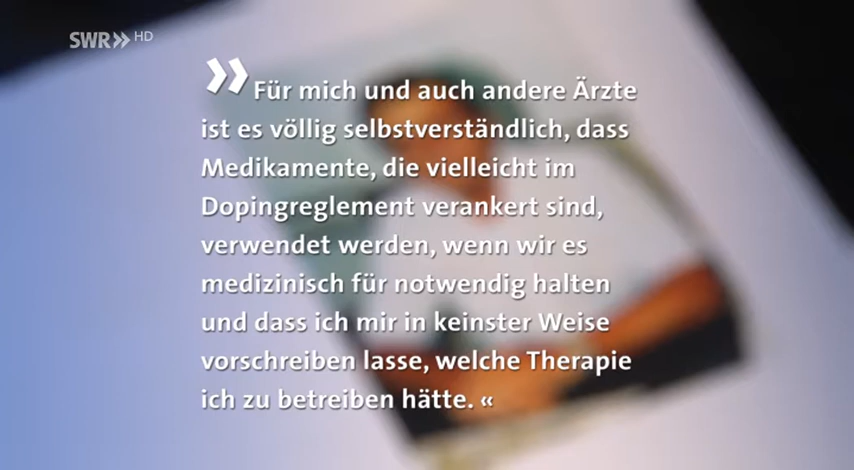 SWR» HD
» Für mich und auch andere Ärzte
ist es völlig selbstverständlich, dass
Medikamente, die vielleicht im
Dopingreglement verankert sind,
verwendet werden, wenn wir es
medizinisch für notwendig halten
und dass ich mir in keinster Weise
vorschreiben lasse, welche Therapie
ich zu betreiben hätte. «